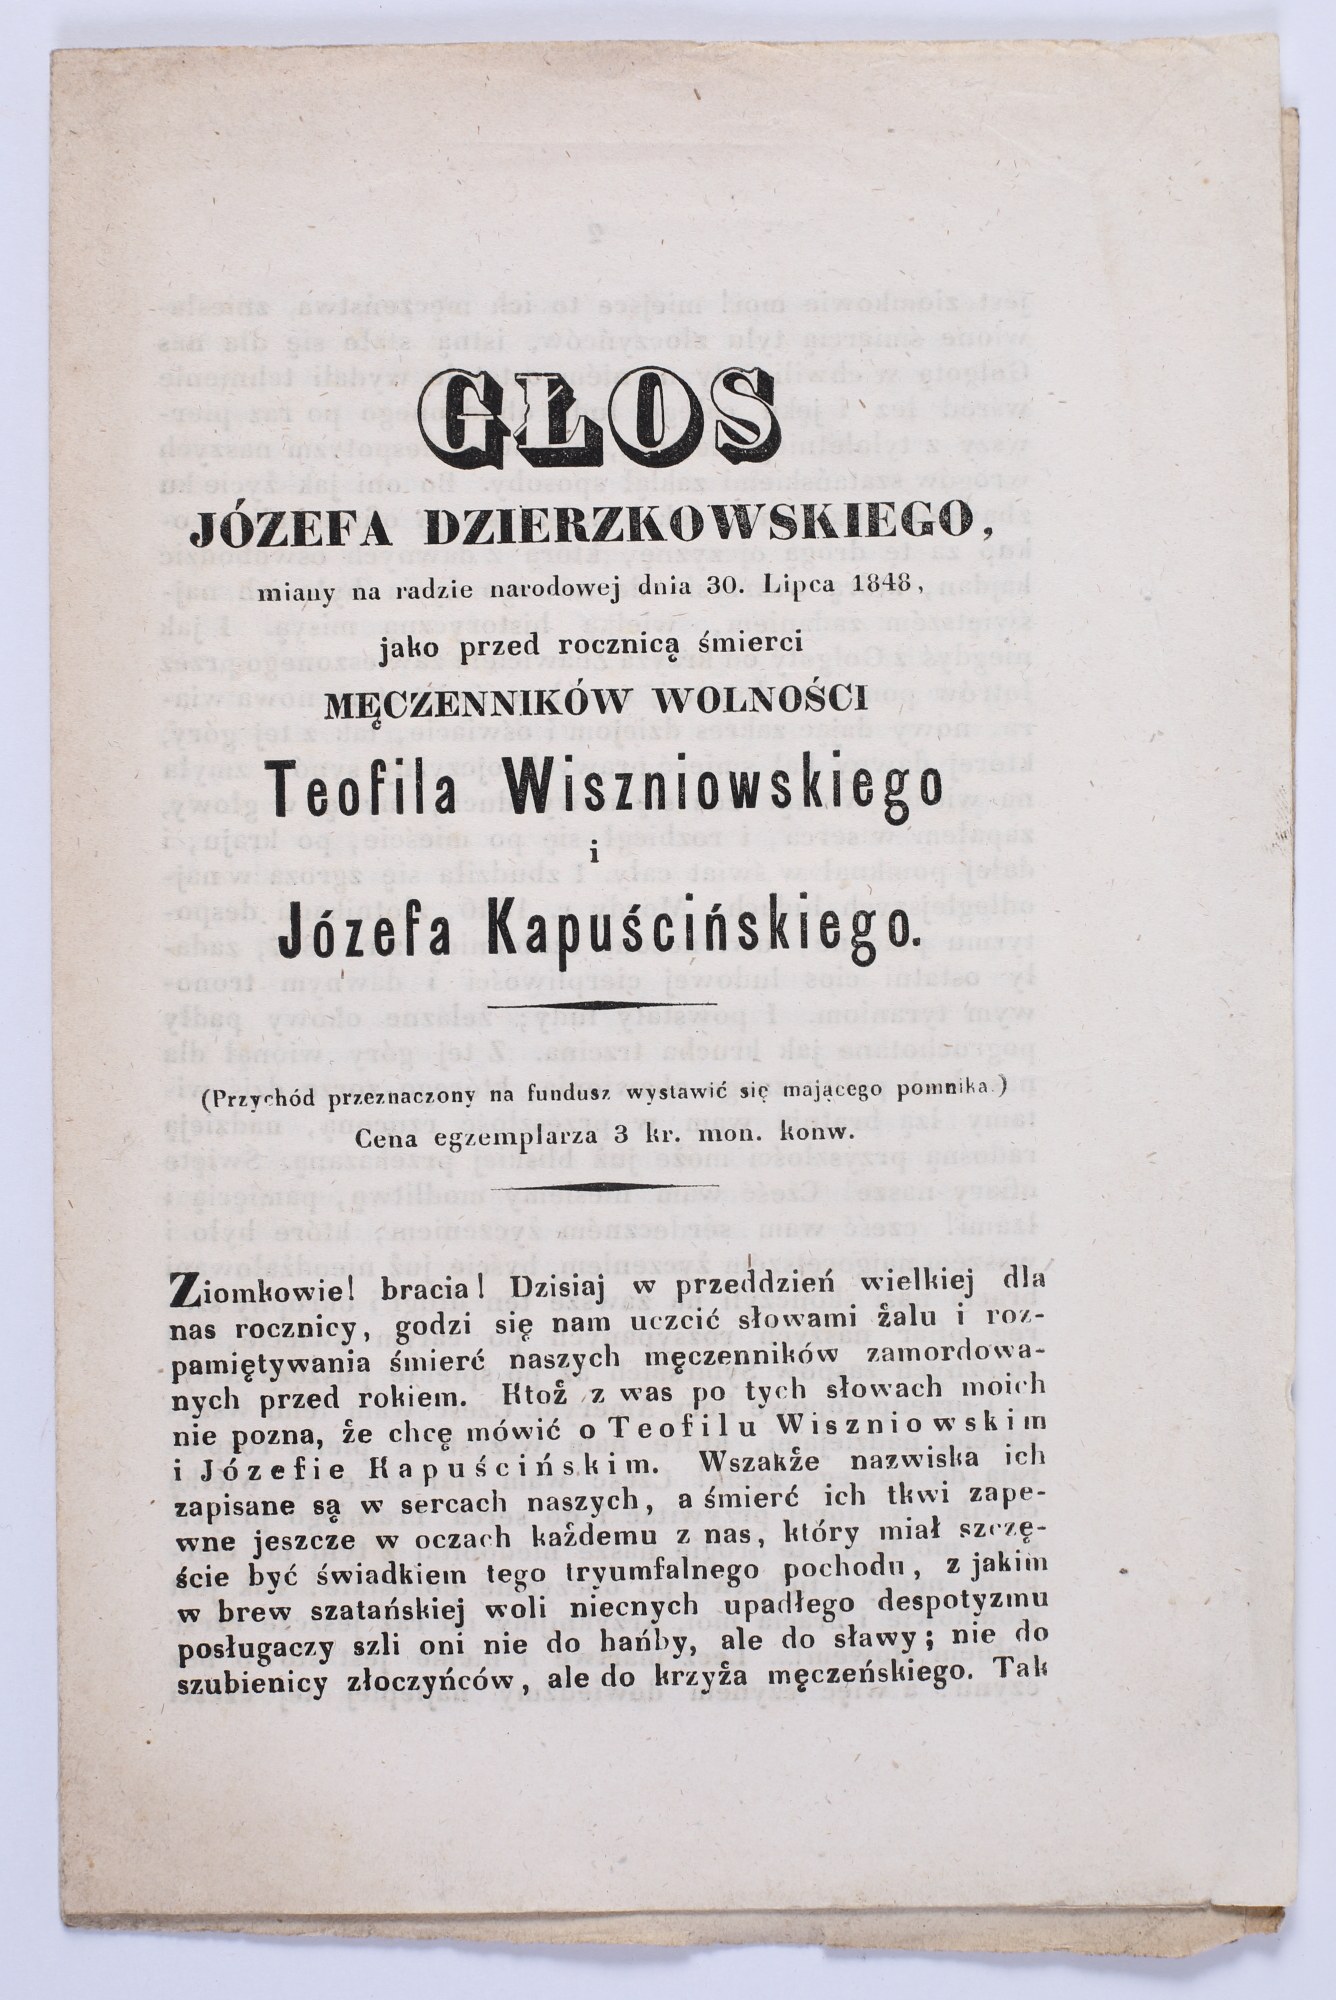 GŁOS
JÓZEFA DZIERZKOWSKIEGO,
miany na radzie narodowej dnia 30. Lipca 1848,
jako przed rocznicą śmierci
MĘCZENNIKÓW WOLNOŚCI
Teofila Wiszniowskiego
i
Józefa Kapuścińskiego.
(Przychód przeznaczony na fundusz wystawić się mającego pomnika.)
Cena egzemplarza 3 kr. mon. konw.
Ziomkowie! bracia! Dzisiaj w przeddzień wielkiej dla
nas rocznicy, godzi się nam uczcić słowami żalu i roz-
pamiętywania śmierć naszych męczenników zamordowa-
nych przed rokiem. Ktoż z was po tych słowach moich
nie pozna, że chcę mówić o Teofilu Wiszniowskim
i Józefie Kapuścińskim. Wszakże nazwiska ich
zapisane są w sercach naszych, a śmierć ich tkwi zape-
wne jeszcze w oczach każdemu z nas, który miał szczę-
ście być świadkiem tego tryumfalnego pochodu, z jakim
w brew szatańskiej woli niecnych upadłego despotyzmu
posługaczy szli oni nie do hańby, ale do sławy; nie do
szubienicy złoczyńców, ale do krzyża męczeńskiego. Tak